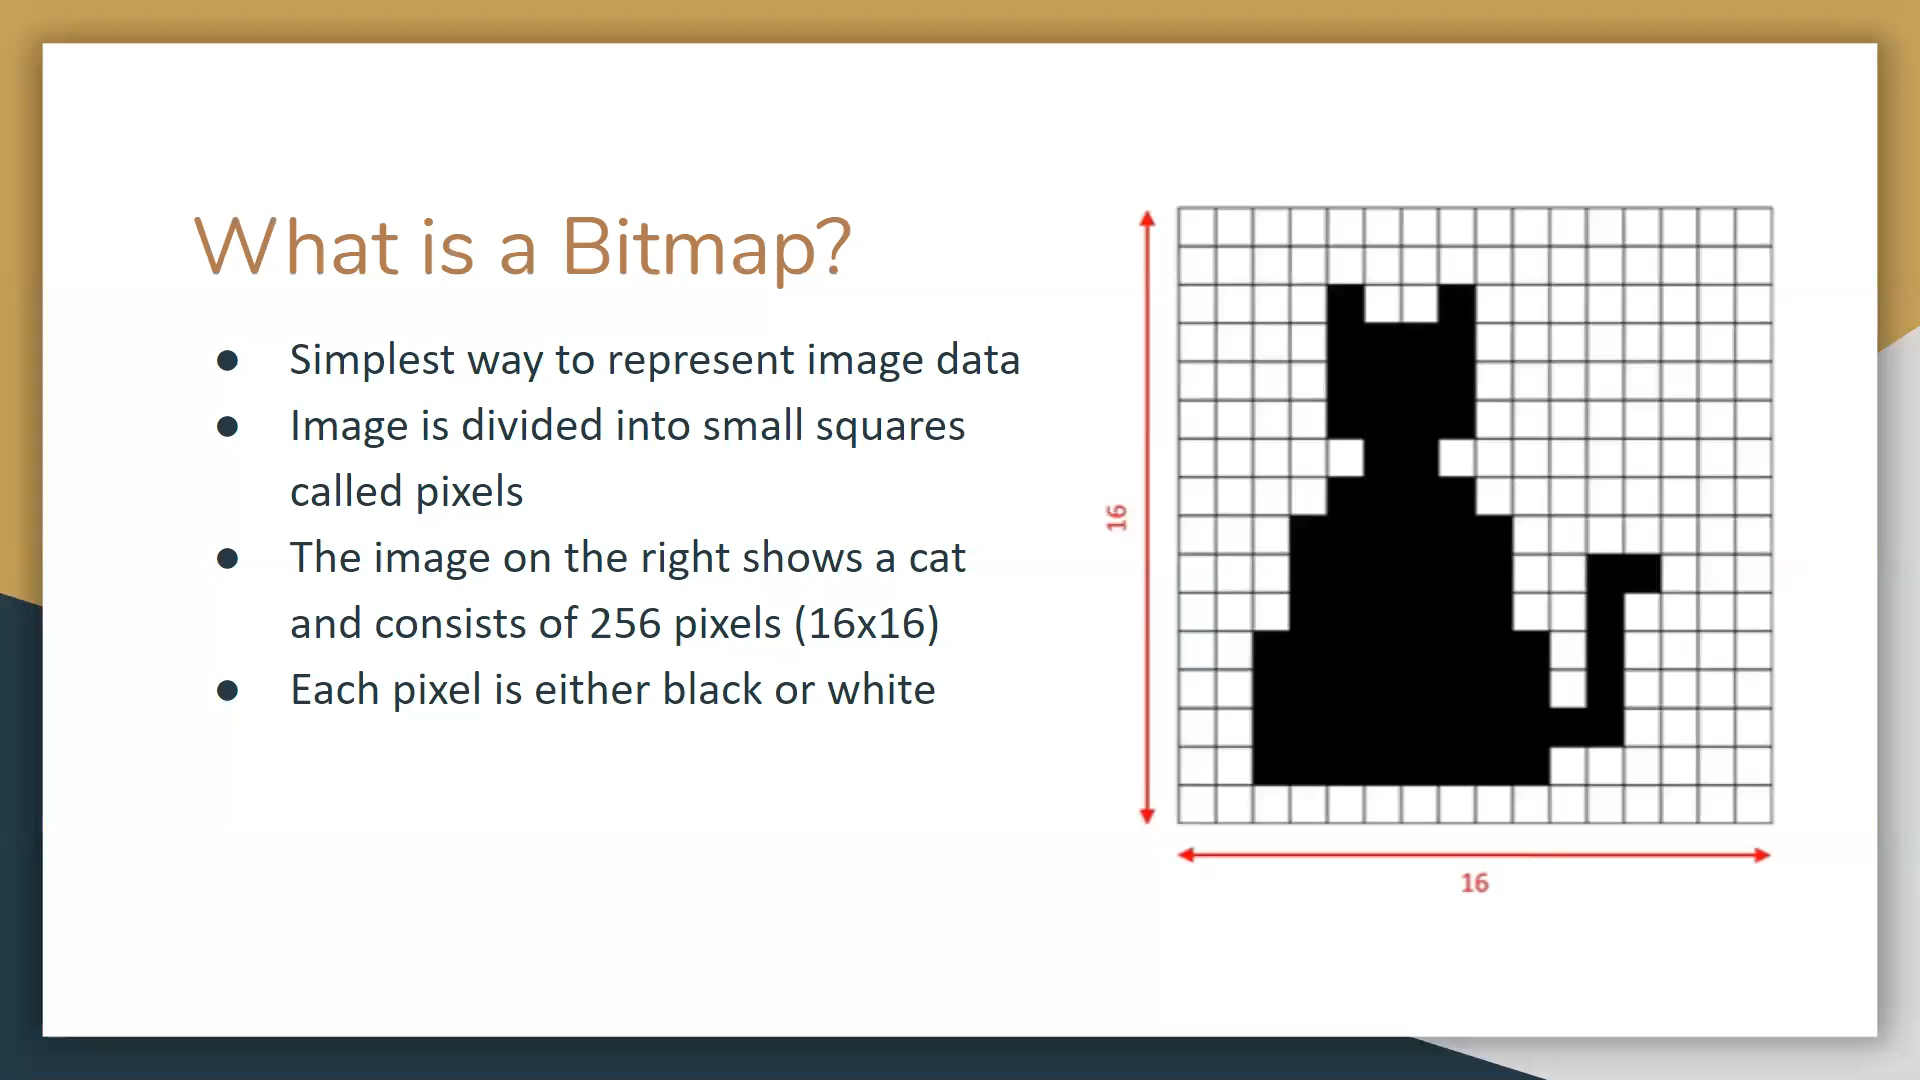 What is a Bitmap?
● Simplest way to represent image data
● Image is divided into small squares
called pixels
● The image on the right shows a cat
and consists of 256 pixels (16x16)
● Each pixel is either black or white
16
16